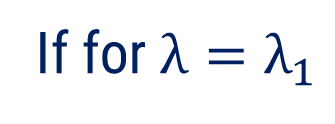 If for λ = λ₁